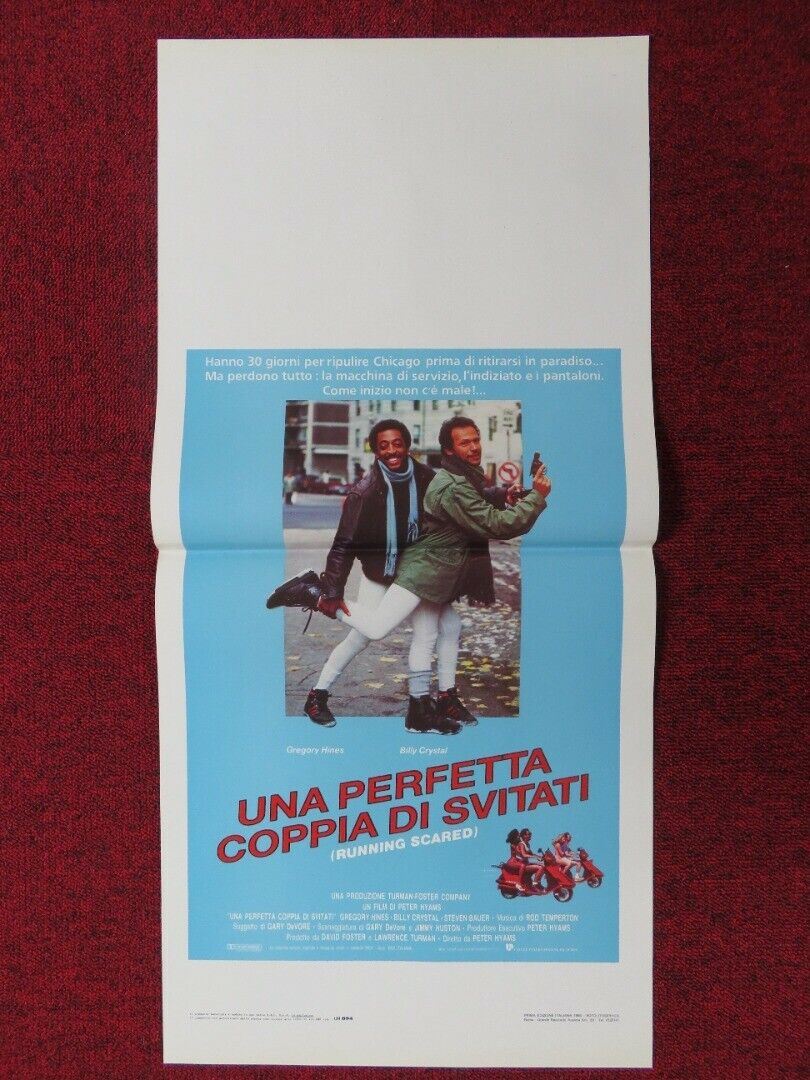 Hanno 30 giorni per ripulire Chicago prima di ritirarsi in paradiso...
Ma perdono tutto: la macchina di servizio, l'indiziato e i pantaloni.
Come inizio non c'è male!...
Gregory Hines Billy Crystal
UNA PERFETTA
COPPIA DI SVITATI
(RUNNING SCARED)
UNA PRODUZIONE TURMAN-FOSTER COMPANY
UN FILM DI PETER HYAMS
"UNA PERFETTA COPPIA DI SVITATI" GREGORY HINES · BILLY CRYSTAL · STEVEN BAUER · Musica di ROD TEMPERTON
Soggetto di GARY DeVORE · Sceneggiatura di GARY DeVore e JIMMY HUSTON · Produttore Esecutivo PETER HYAMS
Prodotto da DAVID FOSTER e LAWRENCE TURMAN · Diretto da PETER HYAMS